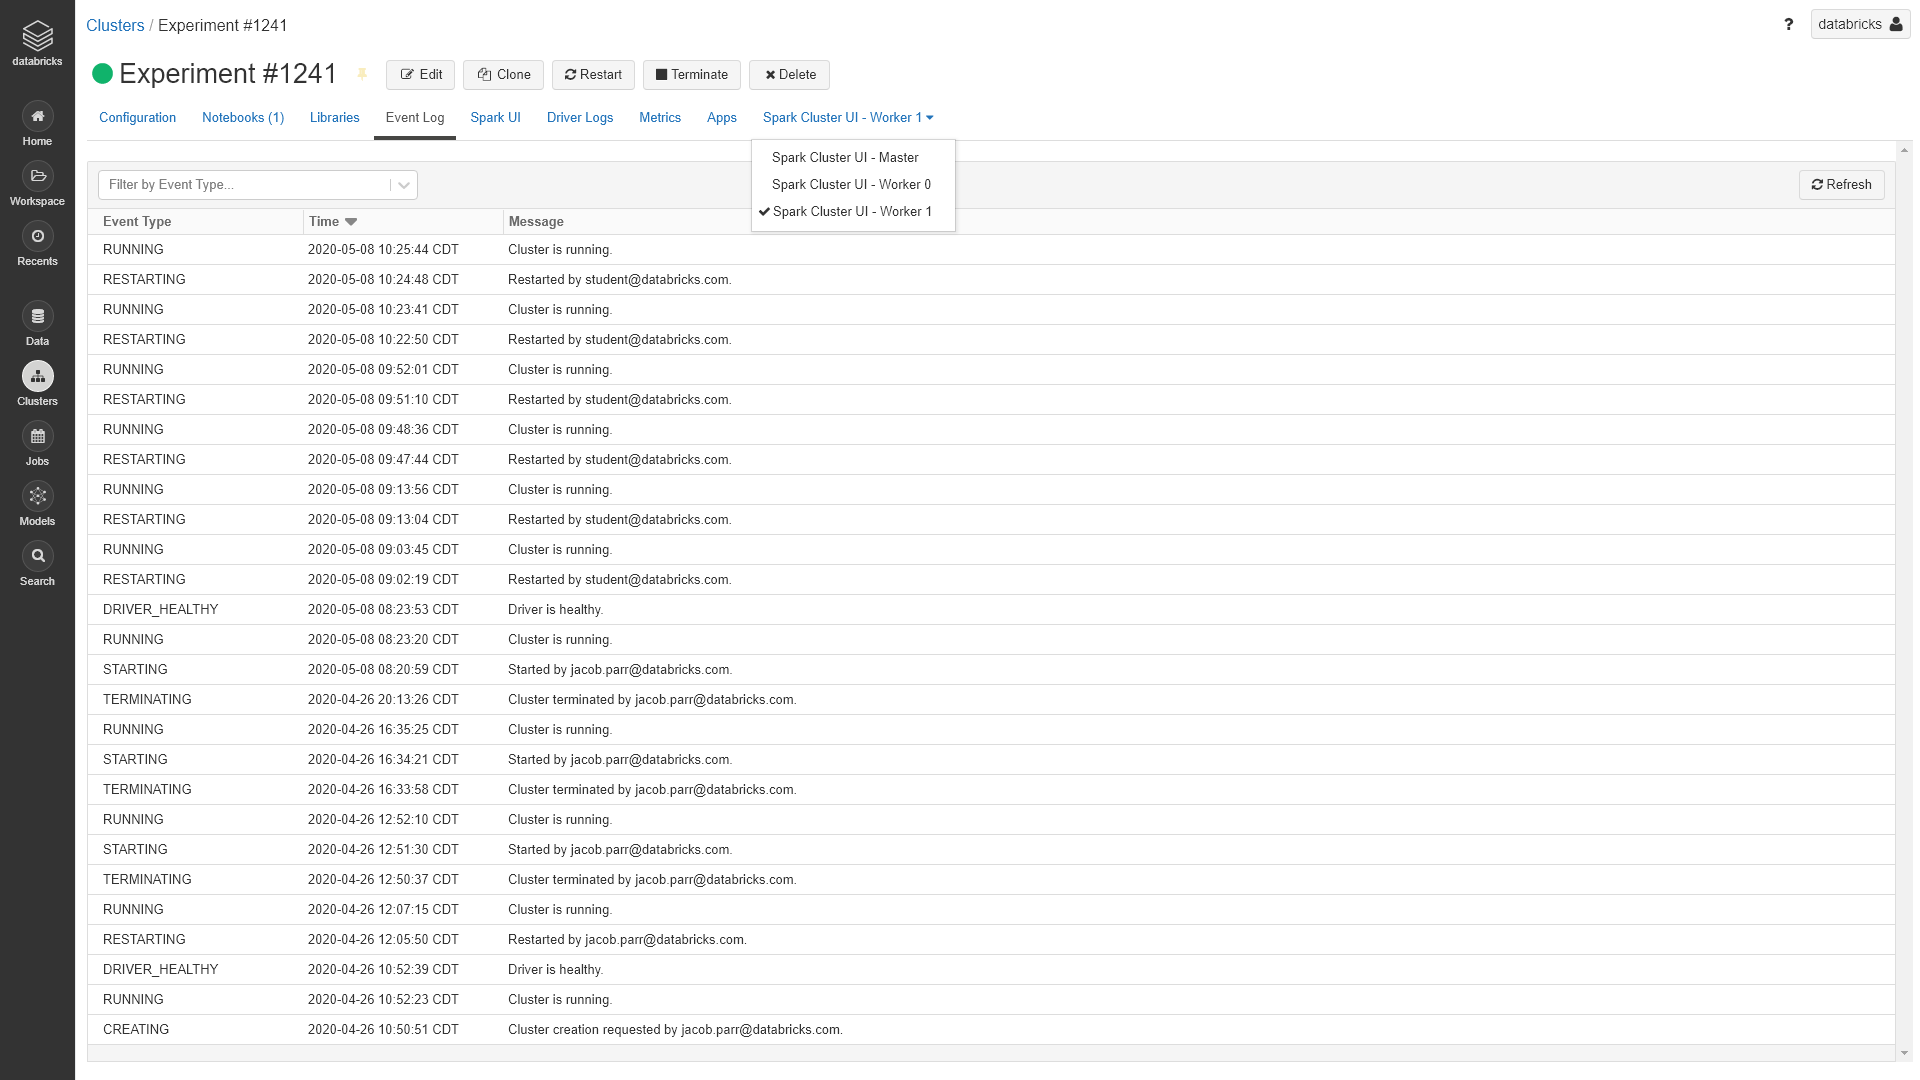 databricks
Home
Workspace
Recents
Data
Clusters
Jobs
Models
Search
Clusters / Experiment #1241
? databricks
Experiment #1241 Edit Clone Restart Terminate Delete
Configuration Notebooks (1) Libraries Event Log Spark UI Driver Logs Metrics Apps Spark Cluster UI - Worker 1
Spark Cluster UI - Master
Spark Cluster UI - Worker 0
Spark Cluster UI - Worker 1
Filter by Event Type... Refresh
Event Type Time Message
RUNNING 2020-05-08 10:25:44 CDT Cluster is running.
RESTARTING 2020-05-08 10:24:48 CDT Restarted by student@databricks.com.
RUNNING 2020-05-08 10:23:41 CDT Cluster is running.
RESTARTING 2020-05-08 10:22:50 CDT Restarted by student@databricks.com.
RUNNING 2020-05-08 09:52:01 CDT Cluster is running.
RESTARTING 2020-05-08 09:51:10 CDT Restarted by student@databricks.com.
RUNNING 2020-05-08 09:48:36 CDT Cluster is running.
RESTARTING 2020-05-08 09:47:44 CDT Restarted by student@databricks.com.
RUNNING 2020-05-08 09:13:56 CDT Cluster is running.
RESTARTING 2020-05-08 09:13:04 CDT Restarted by student@databricks.com.
RUNNING 2020-05-08 09:03:45 CDT Cluster is running.
RESTARTING 2020-05-08 09:02:19 CDT Restarted by student@databricks.com.
DRIVER_HEALTHY 2020-05-08 08:23:53 CDT Driver is healthy.
RUNNING 2020-05-08 08:23:20 CDT Cluster is running.
STARTING 2020-05-08 08:20:59 CDT Started by jacob.parr@databricks.com.
TERMINATING 2020-04-26 20:13:26 CDT Cluster terminated by jacob.parr@databricks.com.
RUNNING 2020-04-26 16:35:25 CDT Cluster is running.
STARTING 2020-04-26 16:34:21 CDT Started by jacob.parr@databricks.com.
TERMINATING 2020-04-26 16:33:58 CDT Cluster terminated by jacob.parr@databricks.com.
RUNNING 2020-04-26 12:52:10 CDT Cluster is running.
STARTING 2020-04-26 12:51:30 CDT Started by jacob.parr@databricks.com.
TERMINATING 2020-04-26 12:50:37 CDT Cluster terminated by jacob.parr@databricks.com.
RUNNING 2020-04-26 12:07:15 CDT Cluster is running.
RESTARTING 2020-04-26 12:05:50 CDT Restarted by jacob.parr@databricks.com.
DRIVER_HEALTHY 2020-04-26 10:52:39 CDT Driver is healthy.
RUNNING 2020-04-26 10:52:23 CDT Cluster is running.
CREATING 2020-04-26 10:50:51 CDT Cluster creation requested by jacob.parr@databricks.com.